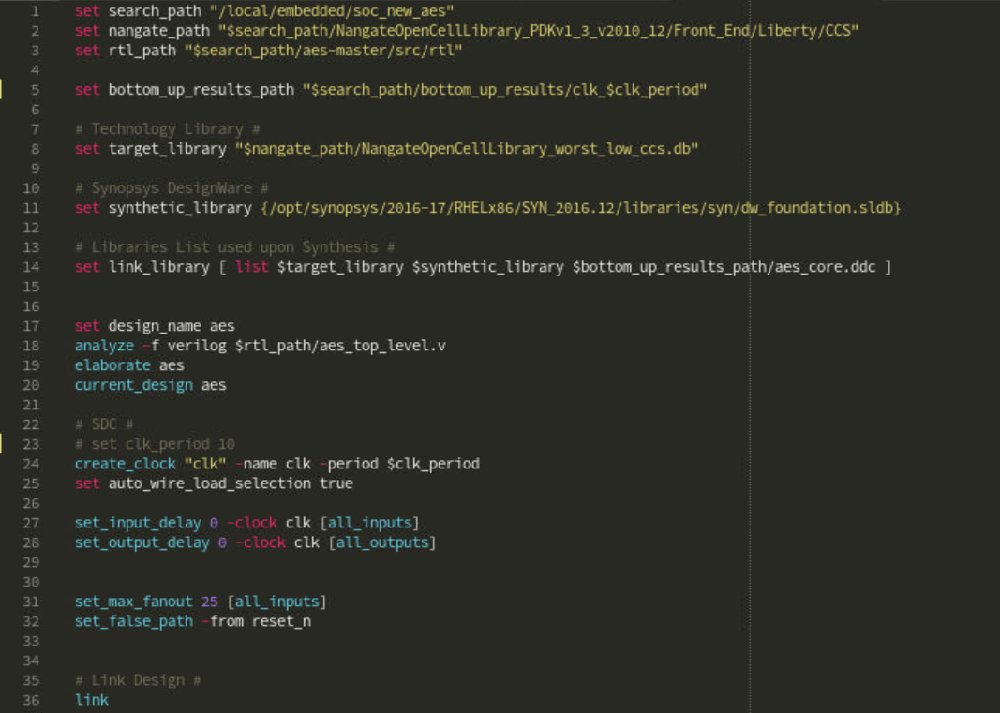 1 set search_path "/local/embedded/soc_new_aes"
2 set nangate_path "$search_path/NangateOpenCellLibrary_PDKv1_3_v2010_12/Front_End/Liberty/CCS"
3 set rtl_path "$search_path/aes-master/src/rtl"
4
5 set bottom_up_results_path "$search_path/bottom_up_results/clk_$clk_period"
6
7 # Technology Library #
8 set target_library "$nangate_path/NangateOpenCellLibrary_worst_low_ccs.db"
9
10 # Synopsys DesignWare #
11 set synthetic_library {/opt/synopsys/2016-17/RHELx86/SYN_2016.12/libraries/syn/dw_foundation.sldb}
12
13 # Libraries List used upon Synthesis #
14 set link_library [ list $target_library $synthetic_library $bottom_up_results_path/aes_core.ddc ]
15
16
17 set design_name aes
18 analyze -f verilog $rtl_path/aes_top_level.v
19 elaborate aes
20 current_design aes
21
22 # SDC #
23 # set clk_period 10
24 create_clock "clk" -name clk -period $clk_period
25 set auto_wire_load_selection true
26
27 set_input_delay 0 -clock clk [all_inputs]
28 set_output_delay 0 -clock clk [all_outputs]
29
30
31 set_max_fanout 25 [all_inputs]
32 set_false_path -from reset_n
33
34
35 # Link Design #
36 link